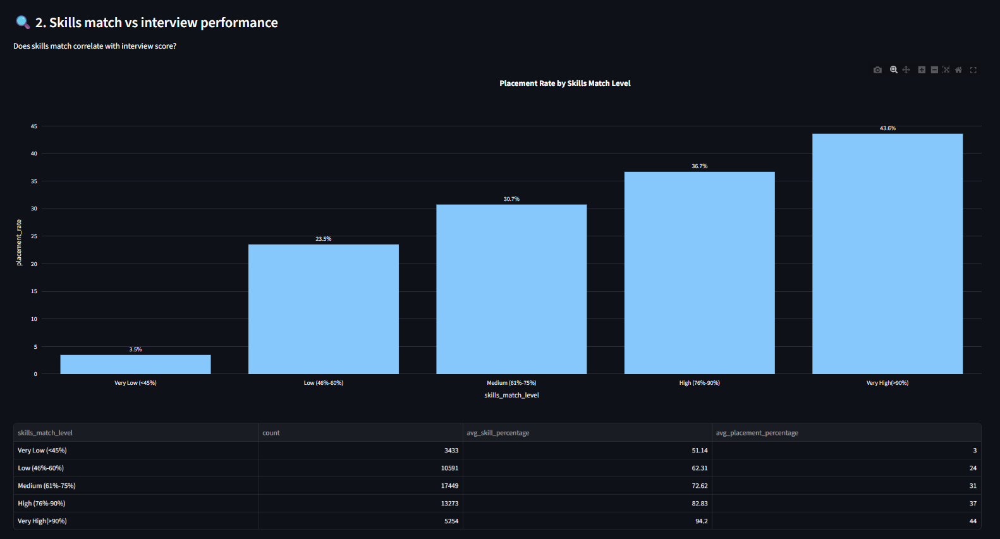 🔍 2. Skills match vs interview performance
Does skills match correlate with interview score?
Placement Rate by Skills Match Level
45
40
35
30
25
20
15
10
5
0
placement_rate
3.5%
23.5%
30.7%
36.7%
43.6%
Very Low (<45%)
Low (46%-60%)
Medium (61%-75%)
High (76%-90%)
Very High(>90%)
skills_match_level
skills_match_level count avg_skill_percentage avg_placement_percentage
Very Low (<45%) 3433 51.14 3
Low (46%-60%) 10591 62.31 24
Medium (61%-75%) 17449 72.62 31
High (76%-90%) 13273 82.83 37
Very High(>90%) 5254 94.2 44